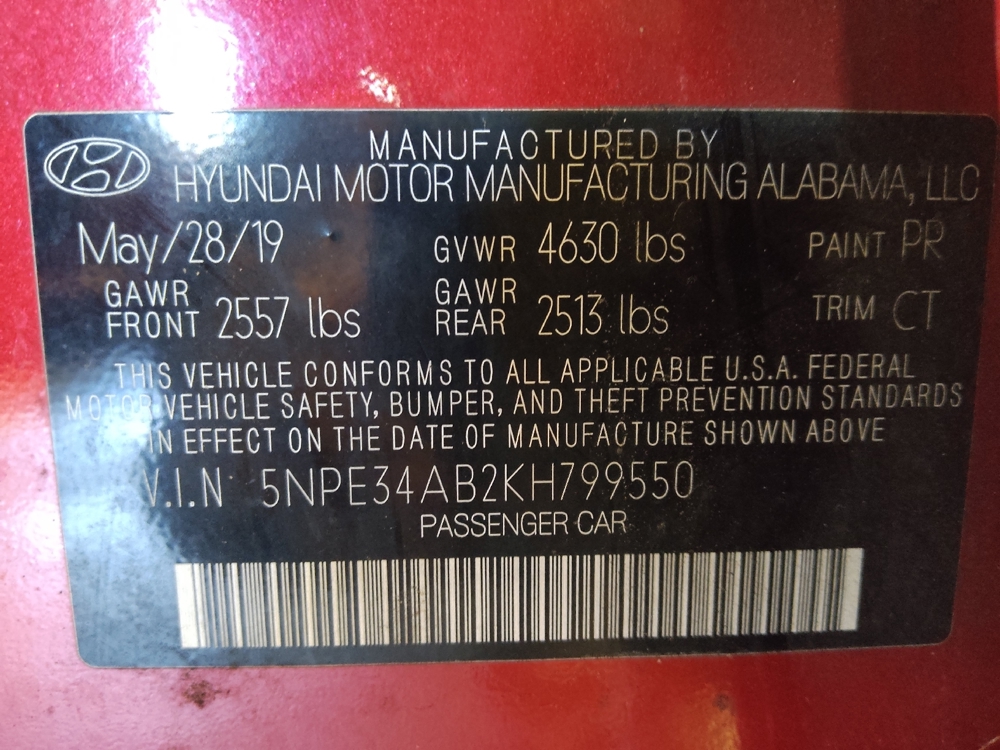 MANUFACTURED BY
HYUNDAI MOTOR MANUFACTURING ALABAMA, LLC
May/28/19 GVWR 4630 lbs PAINT PR
GAWR FRONT 2557 lbs GAWR REAR 2513 lbs TRIM CT
THIS VEHICLE CONFORMS TO ALL APPLICABLE U.S.A. FEDERAL
MOTOR VEHICLE SAFETY, BUMPER, AND THEFT PREVENTION STANDARDS
IN EFFECT ON THE DATE OF MANUFACTURE SHOWN ABOVE
V.I.N 5NPE34AB2KH799550
PASSENGER CAR